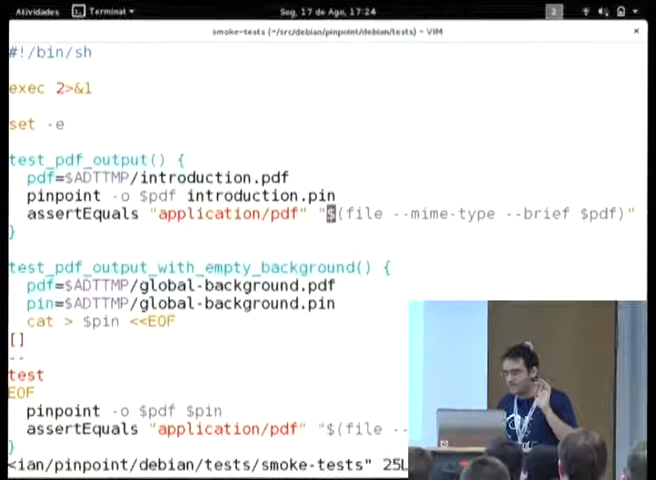 Atividades Terminal Seg, 17 de Ago, 17:24 2
smoke-tests (~/src/debian/pinpoint/debian/tests) - VIM
#!/bin/sh
exec 2>&1
set -e
test_pdf_output() {
pdf=$ADTTMP/introduction.pdf
pinpoint -o $pdf introduction.pin
assertEquals "application/pdf" "$(file --mime-type --brief $pdf)"
}
test_pdf_output_with_empty_background() {
pdf=$ADTTMP/global-background.pdf
pin=$ADTTMP/global-background.pin
cat > $pin <<EOF
[]
--
test
EOF
pinpoint -o $pdf $pin
assertEquals "application/pdf" "$(file --
}
<ian/pinpoint/debian/tests/smoke-tests" 25L